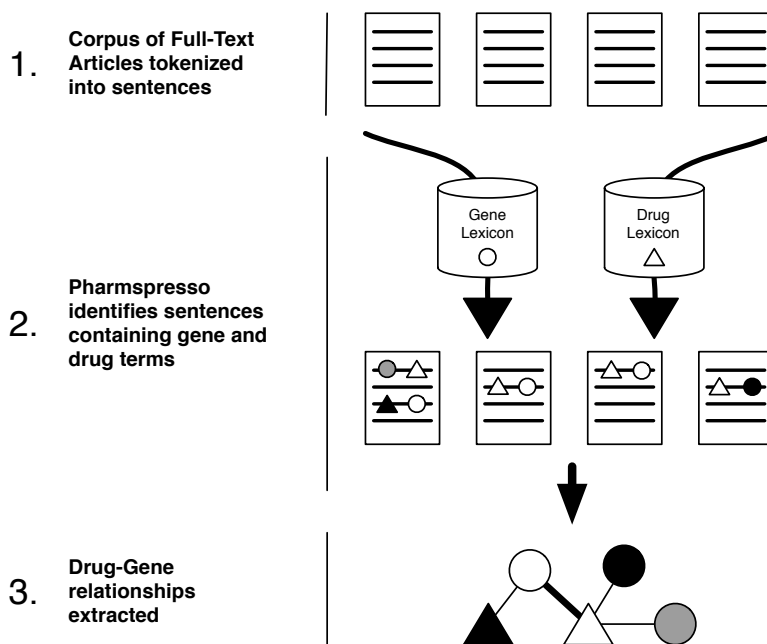 1.
Corpus of Full-Text
Articles tokenized
into sentences
Gene
Lexicon
Drug
Lexicon
2.
Pharmspresso
identifies sentences
containing gene and
drug terms
3.
Drug-Gene
relationships
extracted